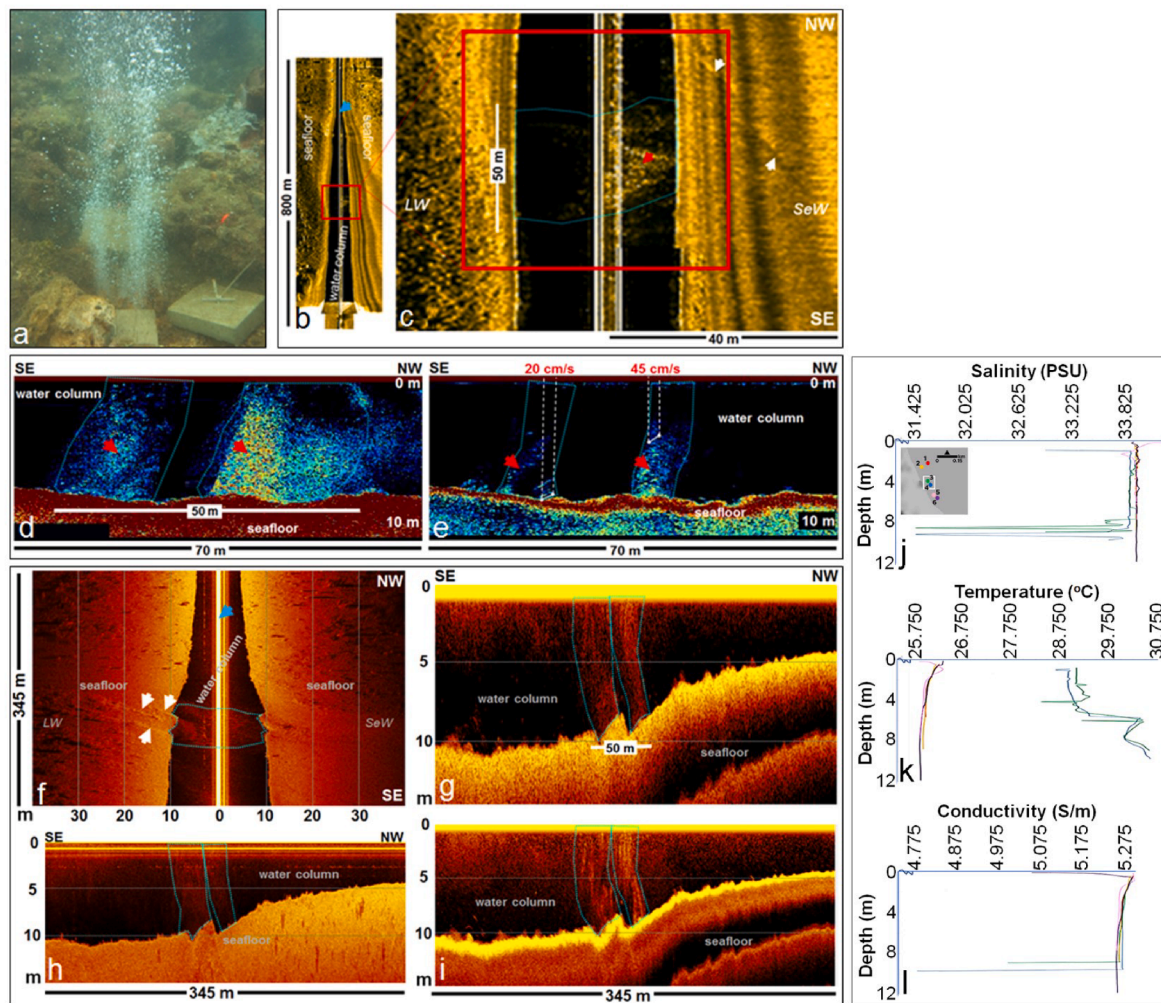 a
800 m
seafloor
seafloor
water column
b
NW
50 m
LW
SeW
c
SE
40 m
SE
NW
0 m
water column
50 m
d
seafloor
10 m
70 m
SE
20 cm/s
45 cm/s
NW
0 m
water column
e
seafloor
10 m
70 m
NW
345 m
seafloor
water column
seafloor
LW
SeW
f
SE
m
30
20
10
0
10
20
30
SE
NW
0
5
water column
10
50 m
seafloor
m
g
SE
NW
0
water column
5
10
seafloor
m
h
345 m
0
5
water column
10
seafloor
m
i
345 m
Salinity (PSU)
31.425
32.025
32.625
33.225
33.825
Depth (m)
0
4
8
12
1
2
4
5
6
j
Temperature (°C)
25.750
26.750
27.750
28.750
29.750
30.750
Depth (m)
0
4
8
12
k
Conductivity (S/m)
4.775
4.875
4.975
5.075
5.175
5.275
Depth (m)
0
4
8
12
l